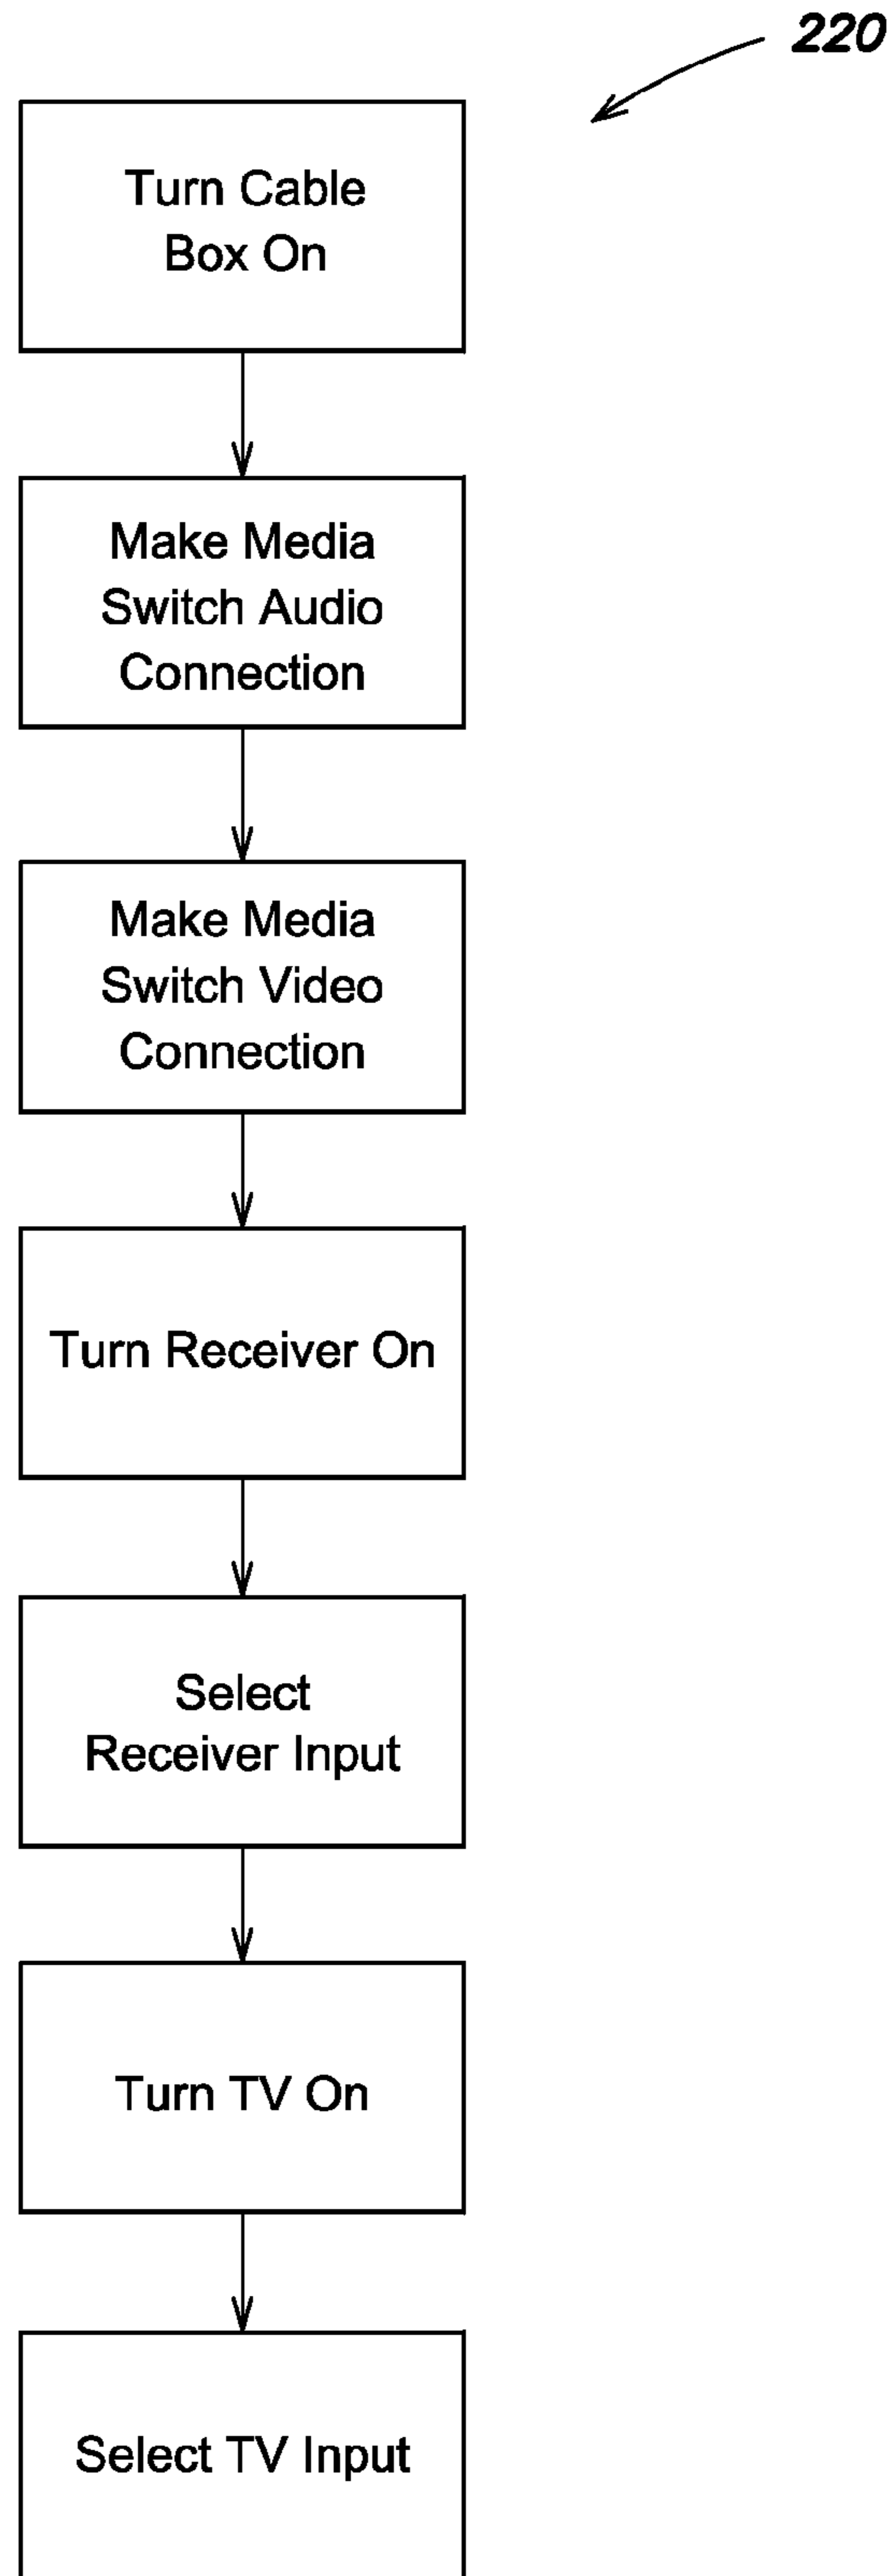 220
Turn Cable
Box On
Make Media
Switch Audio
Connection
Make Media
Switch Video
Connection
Turn Receiver On
Select
Receiver Input
Turn TV On
Select TV Input